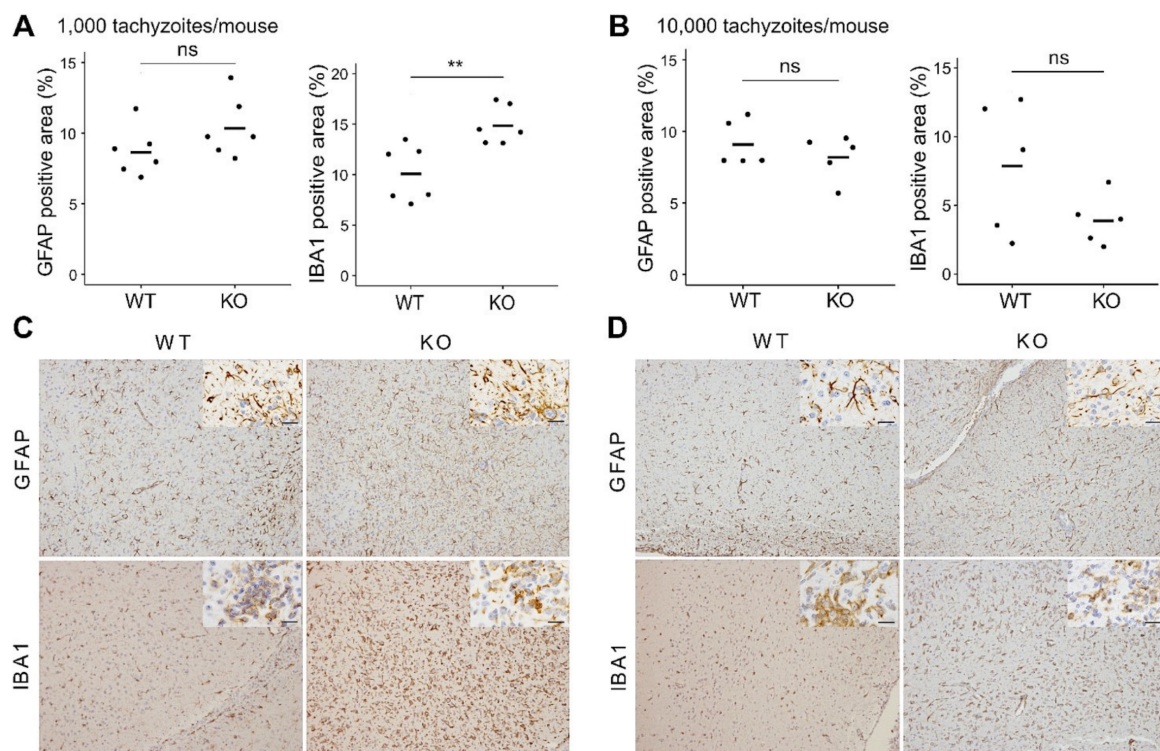 A 1,000 tachyzoites/mouse
ns
GFAP positive area (%)
15
10
5
0
WT KO
**
IBA1 positive area (%)
20
15
10
5
0
WT KO
B 10,000 tachyzoites/mouse
ns
GFAP positive area (%)
15
10
5
0
WT KO
ns
IBA1 positive area (%)
15
10
5
0
WT KO
C
WT KO
GFAP
IBA1
D
WT KO
GFAP
IBA1